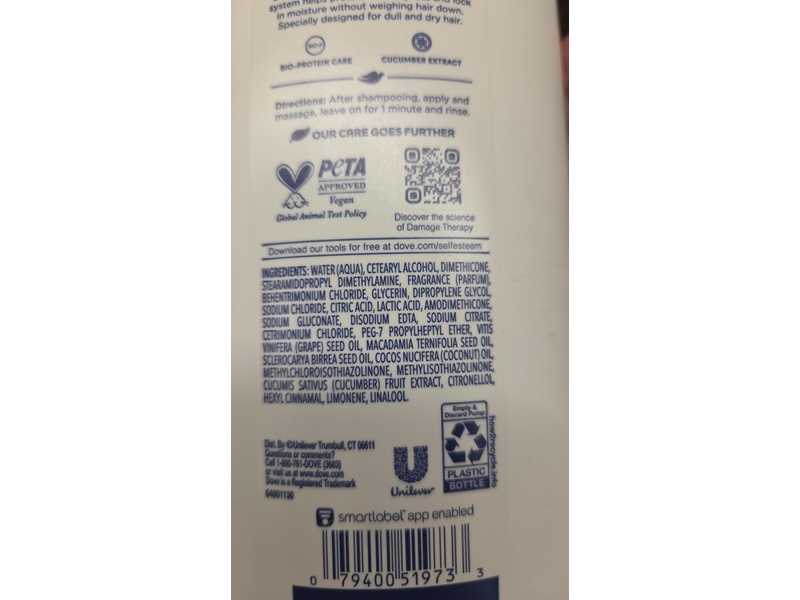 system helps
lock
in moisture without weighing hair down.
Specially designed for dull and dry hair.
BIO-P
BIO-PROTEIN CARE
CUCUMBER EXTRACT
Directions: After shampooing, apply and
massage, leave on for 1 minute and rinse.
OUR CARE GOES FURTHER
PETA
APPROVED
Vegan
Global Animal Test Policy
Discover the science
of Damage Therapy
Download our tools for free at dove.com/selfesteem
INGREDIENTS: WATER (AQUA), CETEARYL ALCOHOL, DIMETHICONE,
STEARAMIDOPROPYL DIMETHYLAMINE, FRAGRANCE (PARFUM),
BEHENTRIMONIUM CHLORIDE, GLYCERIN, DIPROPYLENE GLYCOL,
SODIUM CHLORIDE, CITRIC ACID, LACTIC ACID, AMODIMETHICONE,
SODIUM GLUCONATE, DISODIUM EDTA, SODIUM CITRATE,
CETRIMONIUM CHLORIDE, PEG-7 PROPYLHEPTYL ETHER, VITIS
VINIFERA (GRAPE) SEED OIL, MACADAMIA TERNIFOLIA SEED OIL,
SCLEROCARYA BIRREA SEED OIL, COCOS NUCIFERA (COCONUT) OIL,
METHYLCHLOROISOTHIAZOLINONE, METHYLISOTHIAZOLINONE,
CUCUMIS SATIVUS (CUCUMBER) FRUIT EXTRACT, CITRONELLOL,
HEXYL CINNAMAL, LIMONENE, LINALOOL.
Dist. By ©Unilever Trumbull, CT 06611
Questions or comments?
Call 1-800-761-DOVE (3683)
or visit us at www.dove.com
Dove is a Registered Trademark
64801136
Unilever
Empty &
Discard Pump
PLASTIC
BOTTLE
how2recycle.info
smartlabel app enabled
0 79400 51973 3